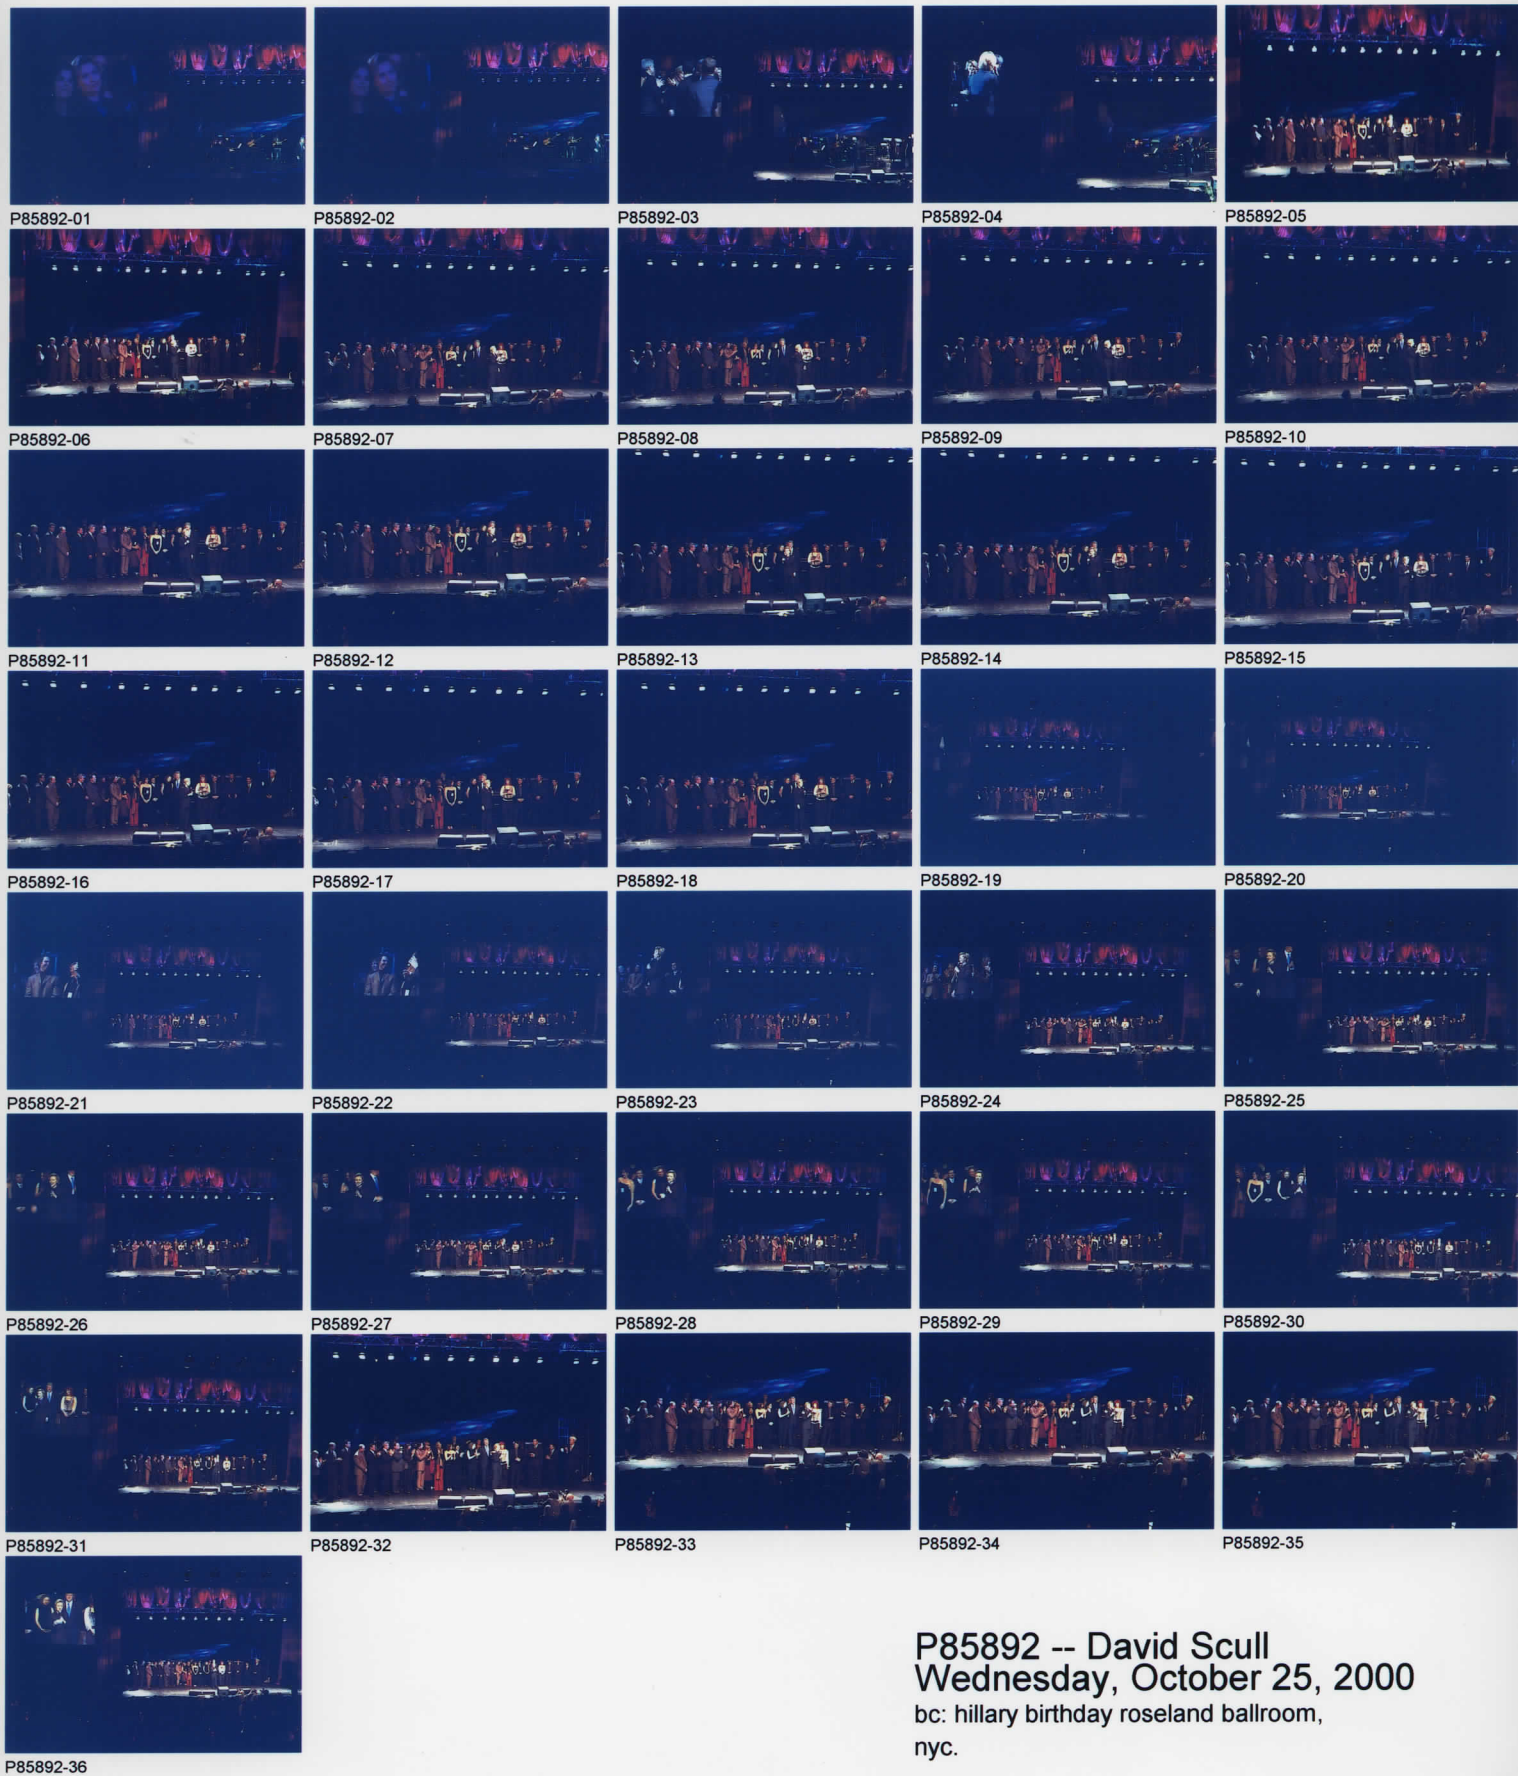 P85892-01 P85892-02 P85892-03 P85892-04 P85892-05
P85892-06 P85892-07 P85892-08 P85892-09 P85892-10
P85892-11 P85892-12 P85892-13 P85892-14 P85892-15
P85892-16 P85892-17 P85892-18 P85892-19 P85892-20
P85892-21 P85892-22 P85892-23 P85892-24 P85892-25
P85892-26 P85892-27 P85892-28 P85892-29 P85892-30
P85892-31 P85892-32 P85892-33 P85892-34 P85892-35
P85892-36
P85892 -- David Scull
Wednesday, October 25, 2000
bc: hillary birthday roseland ballroom,
nyc.